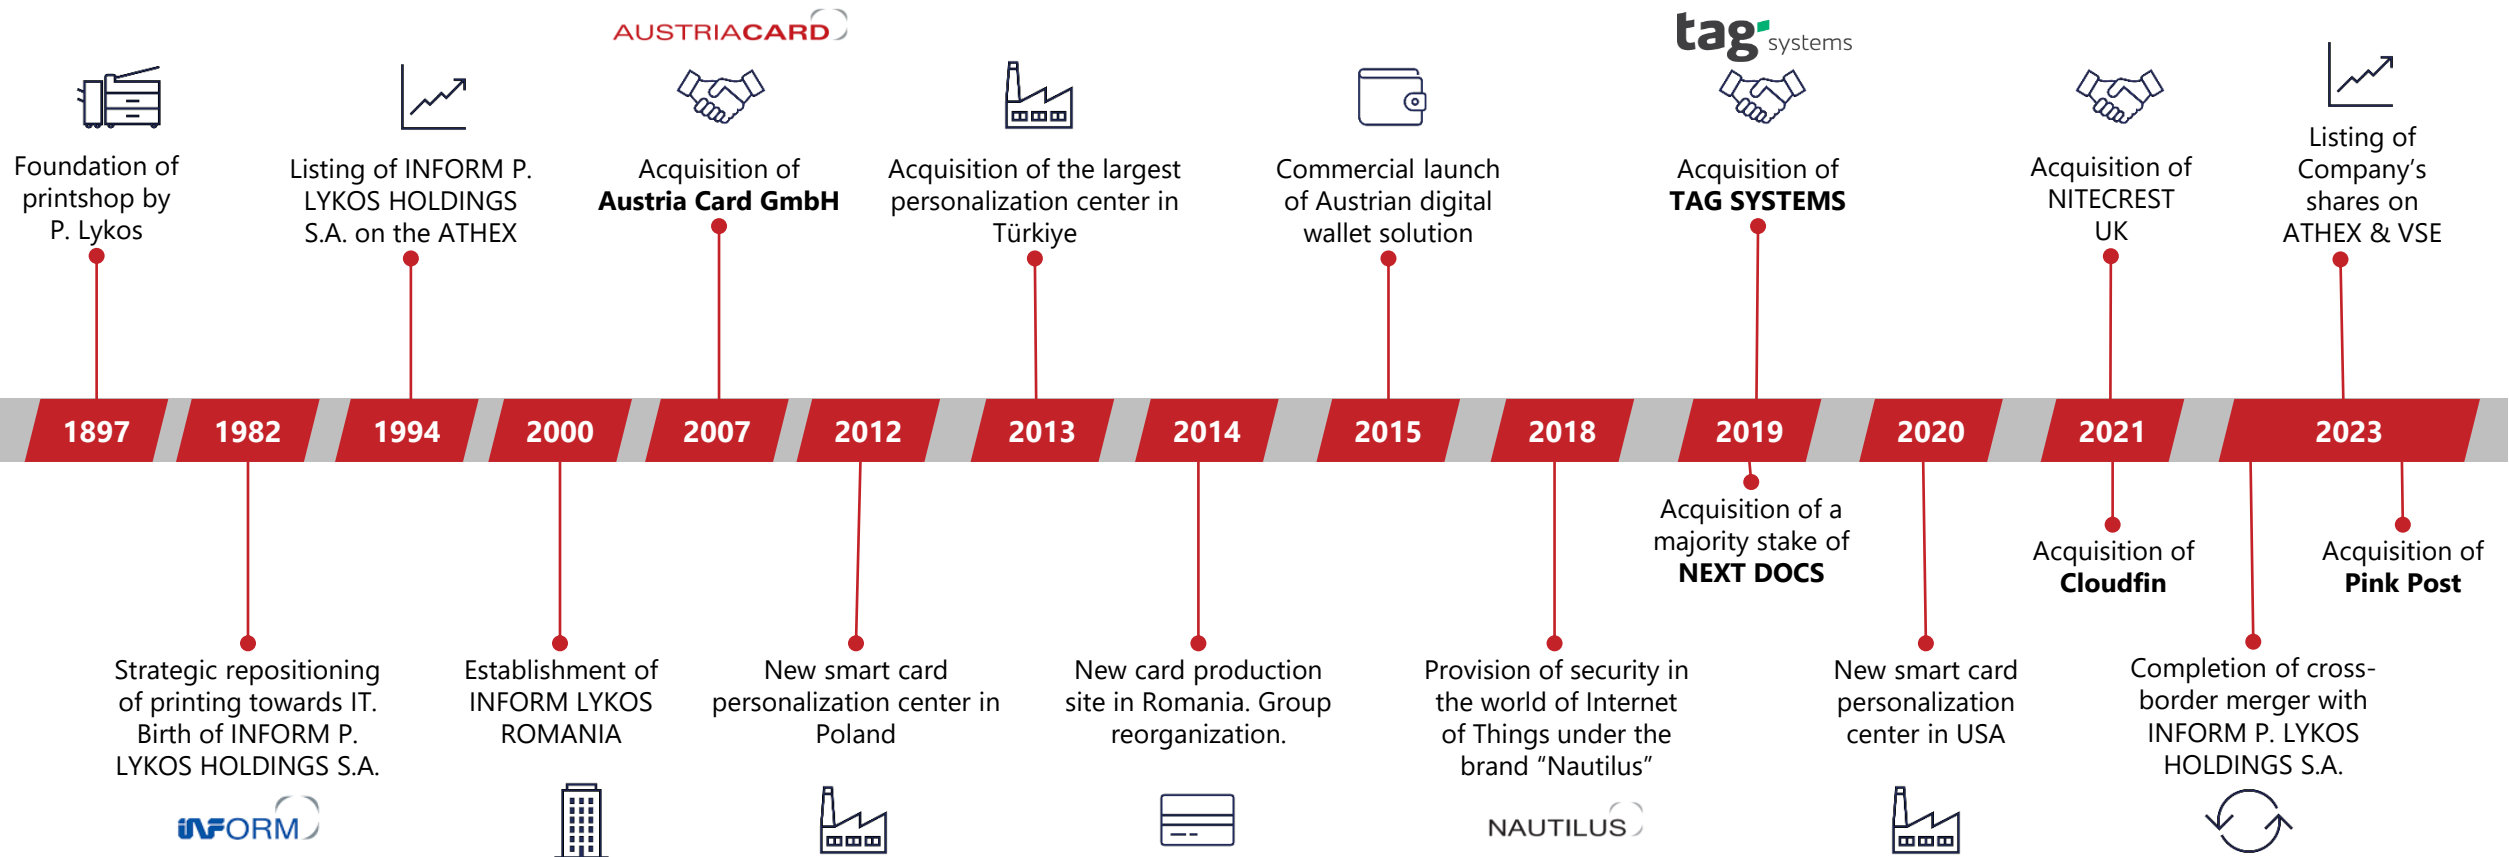 AUSTRIACARD
tag systems
Foundation of
printshop by
P. Lykos
Listing of INFORM P.
LYKOS HOLDINGS
S.A. on the ATHEX
Acquisition of
Austria Card GmbH
Acquisition of the largest
personalization center in
Türkiye
Commercial launch
of Austrian digital
wallet solution
Acquisition of
TAG SYSTEMS
Acquisition of
NITECREST
UK
Listing of
Company’s
shares on
ATHEX & VSE
1897
1982
1994
2000
2007
2012
2013
2014
2015
2018
2019
2020
2021
2023
Strategic repositioning
of printing towards IT.
Birth of INFORM P.
LYKOS HOLDINGS S.A.
INFORM
Establishment of
INFORM LYKOS
ROMANIA
New smart card
personalization center in
Poland
New card production
site in Romania. Group
reorganization.
Provision of security in
the world of Internet
of Things under the
brand “Nautilus”
NAUTILUS
Acquisition of a
majority stake of
NEXT DOCS
New smart card
personalization
center in USA
Acquisition of
Cloudfin
Completion of cross-
border merger with
INFORM P. LYKOS
HOLDINGS S.A.
Acquisition of
Pink Post